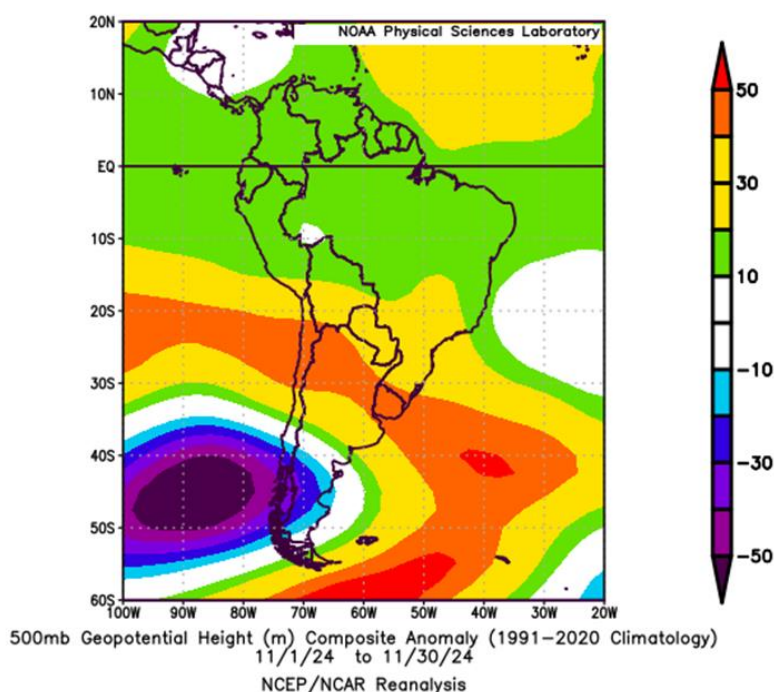 NOAA Physical Sciences Laboratory
20N
10N
EQ
10S
20S
30S
40S
50S
60S
100W 90W 80W 70W 60W 50W 40W 30W 20W
50
30
10
-10
-30
-50
500mb Geopotential Height (m) Composite Anomaly (1991-2020 Climatology)
11/1/24 to 11/30/24
NCEP/NCAR Reanalysis